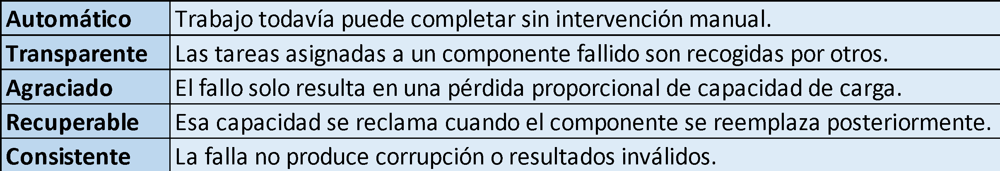 Automático Trabajo todavía puede completar sin intervención manual.
Transparente Las tareas asignadas a un componente fallido son recogidas por otros.
Agraciado El fallo solo resulta en una pérdida proporcional de capacidad de carga.
Recuperable Esa capacidad se reclama cuando el componente se reemplaza posteriormente.
Consistente La falla no produce corrupción o resultados inválidos.